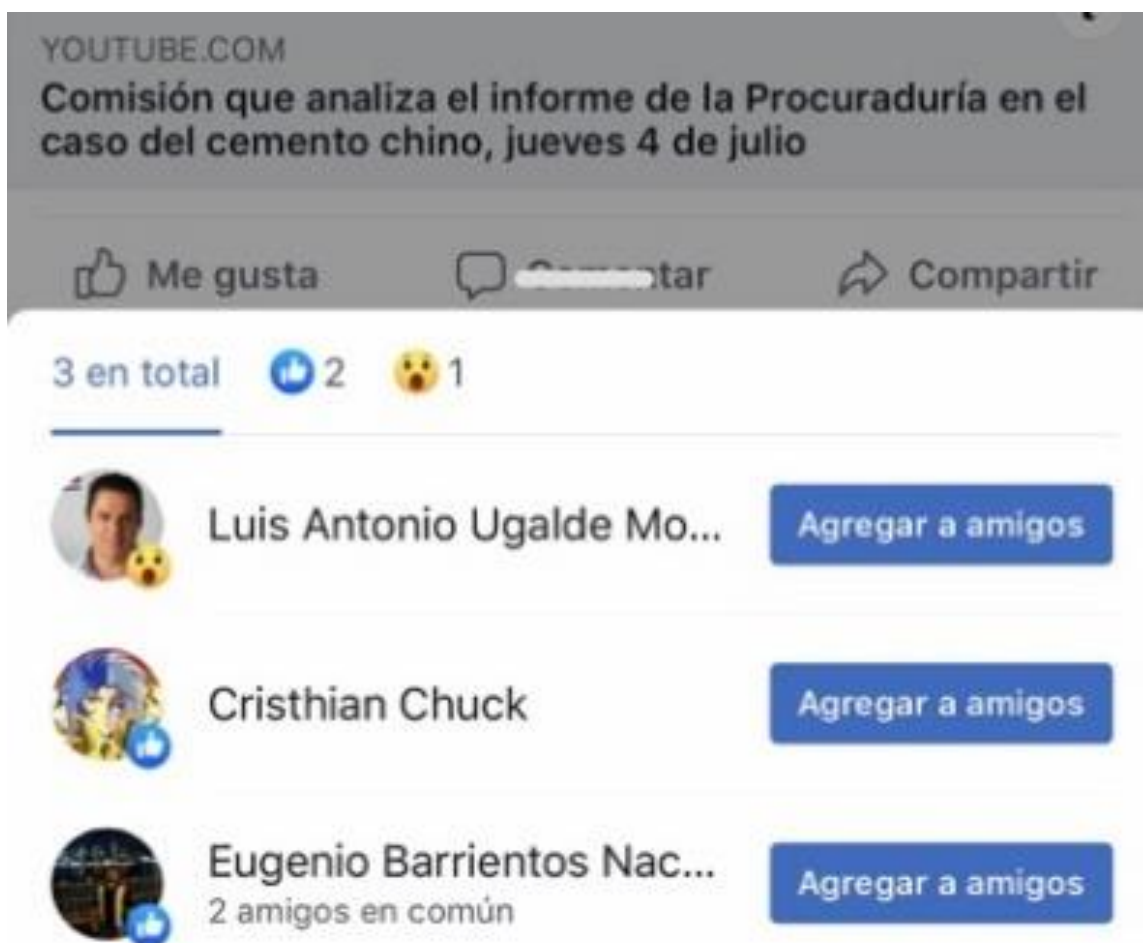 YOUTUBE.COM
Comisión que analiza el informe de la Procuraduría en el
caso del cemento chino, jueves 4 de julio
Me gusta
Comentar
Compartir
3 en total
2
1
Luis Antonio Ugalde Mo...
Agregar a amigos
Cristhian Chuck
Agregar a amigos
Eugenio Barrientos Nac...
2 amigos en común
Agregar a amigos